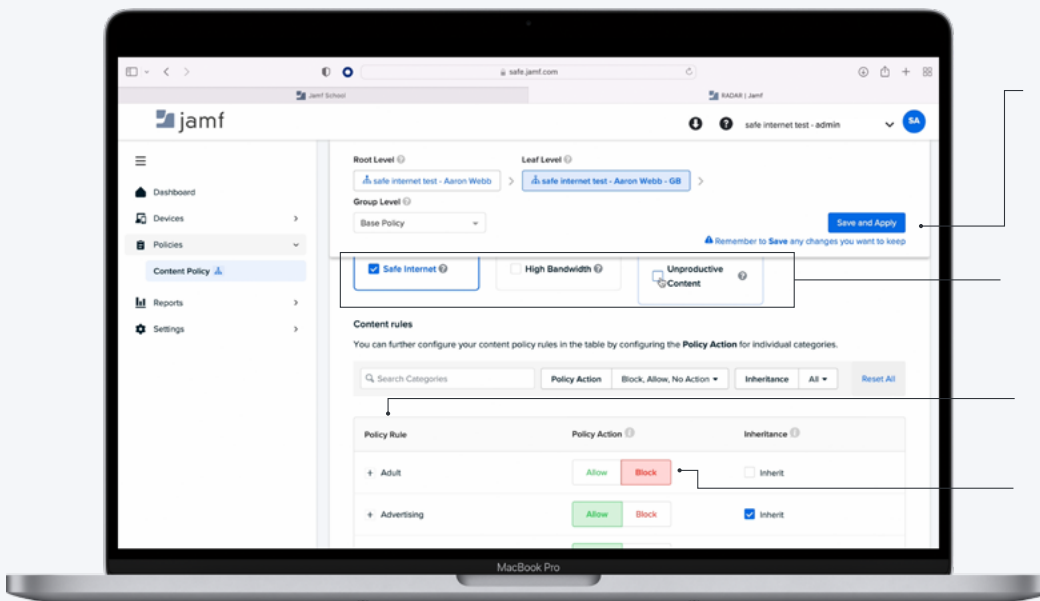 safe.jamf.com
Jamf School
RADAR | Jamf
jamf
safe internet test - admin
SA
Root Level
Leaf Level
safe internet test - Aaron Webb
safe internet test - Aaron Webb - GB
Group Level
Base Policy
Save and Apply
Remember to Save any changes you want to keep
Dashboard
Devices
Policies
Content Policy
Reports
Settings
Safe Internet
High Bandwidth
Unproductive
Content
Content rules
You can further configure your content policy rules in the table by configuring the Policy Action for individual categories.
Search Categories
Policy Action
Block, Allow, No Action
Inheritance
All
Reset All
Policy Rule
Policy Action
Inheritance
+ Adult
Allow
Block
Inherit
+ Advertising
Allow
Block
Inherit
MacBook Pro